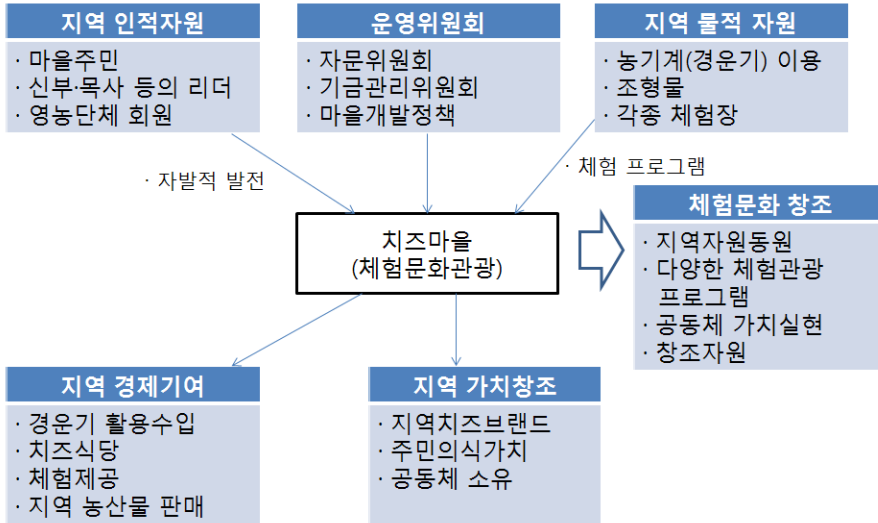 지역 인적자원
· 마을주민
· 신부·목사 등의 리더
· 영농단체 회원
운영위원회
· 자문위원회
· 기금관리위원회
· 마을개발정책
지역 물적 자원
· 농기계(경운기) 이용
· 조형물
· 각종 체험장
· 자발적 발전
· 체험 프로그램
치즈마을
(체험문화관광)
체험문화 창조
· 지역자원동원
· 다양한 체험관광
프로그램
· 공동체 가치실현
· 창조자원
지역 경제기여
· 경운기 활용수입
· 치즈식당
· 체험제공
· 지역 농산물 판매
지역 가치창조
· 지역치즈브랜드
· 주민의식가치
· 공동체 소유